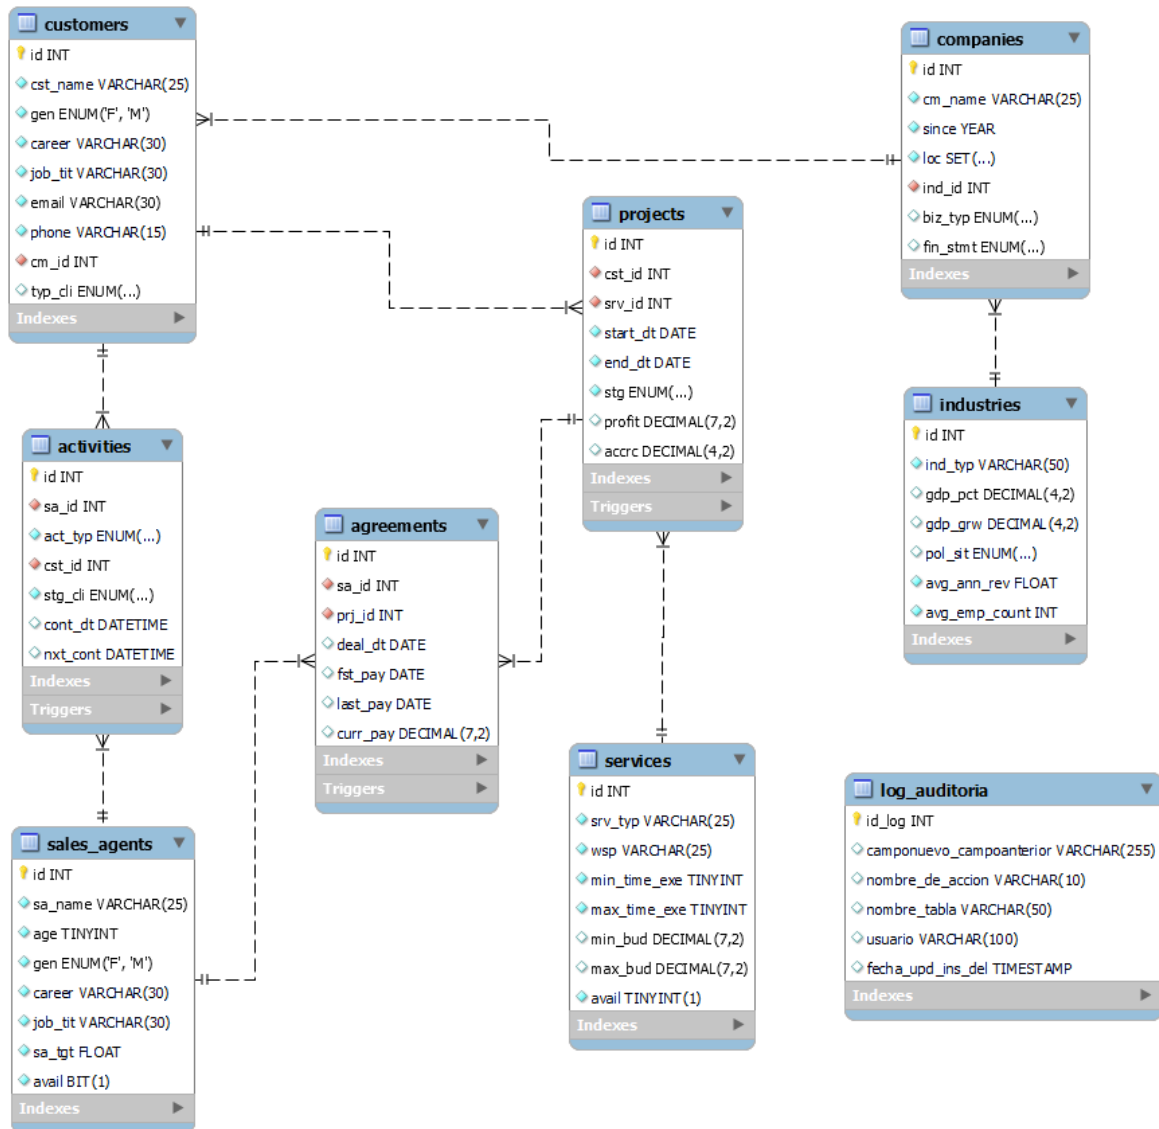 customers
id INT
cst_name VARCHAR(25)
gen ENUM('F', 'M')
career VARCHAR(30)
job_tit VARCHAR(30)
email VARCHAR(30)
phone VARCHAR(15)
cm_id INT
typ_cli ENUM(...)
Indexes
companies
id INT
cm_name VARCHAR(25)
since YEAR
loc SET(...)
ind_id INT
biz_typ ENUM(...)
fin_stmt ENUM(...)
Indexes
projects
id INT
cst_id INT
srv_id INT
start_dt DATE
end_dt DATE
stg ENUM(...)
profit DECIMAL(7,2)
accrc DECIMAL(4,2)
Indexes
Triggers
industries
id INT
ind_typ VARCHAR(50)
gdp_pct DECIMAL(4,2)
gdp_grw DECIMAL(4,2)
pol_sit ENUM(...)
avg_ann_rev FLOAT
avg_emp_count INT
Indexes
activities
id INT
sa_id INT
act_typ ENUM(...)
cst_id INT
stg_cli ENUM(...)
cont_dt DATETIME
nxt_cont DATETIME
Indexes
Triggers
agreements
id INT
sa_id INT
prj_id INT
deal_dt DATE
fst_pay DATE
last_pay DATE
curr_pay DECIMAL(7,2)
Indexes
Triggers
services
id INT
srv_typ VARCHAR(25)
wsp VARCHAR(25)
min_time_exe TINYINT
max_time_exe TINYINT
min_bud DECIMAL(7,2)
max_bud DECIMAL(7,2)
avail TINYINT(1)
Indexes
log_auditoria
id_log INT
camponuevo_campoanterior VARCHAR(255)
nombre_de_accion VARCHAR(10)
nombre_tabla VARCHAR(50)
usuario VARCHAR(100)
fecha_upd_ins_del TIMESTAMP
Indexes
sales_agents
id INT
sa_name VARCHAR(25)
age TINYINT
gen ENUM('F', 'M')
career VARCHAR(30)
job_tit VARCHAR(30)
sa_tgt FLOAT
avail BIT(1)
Indexes